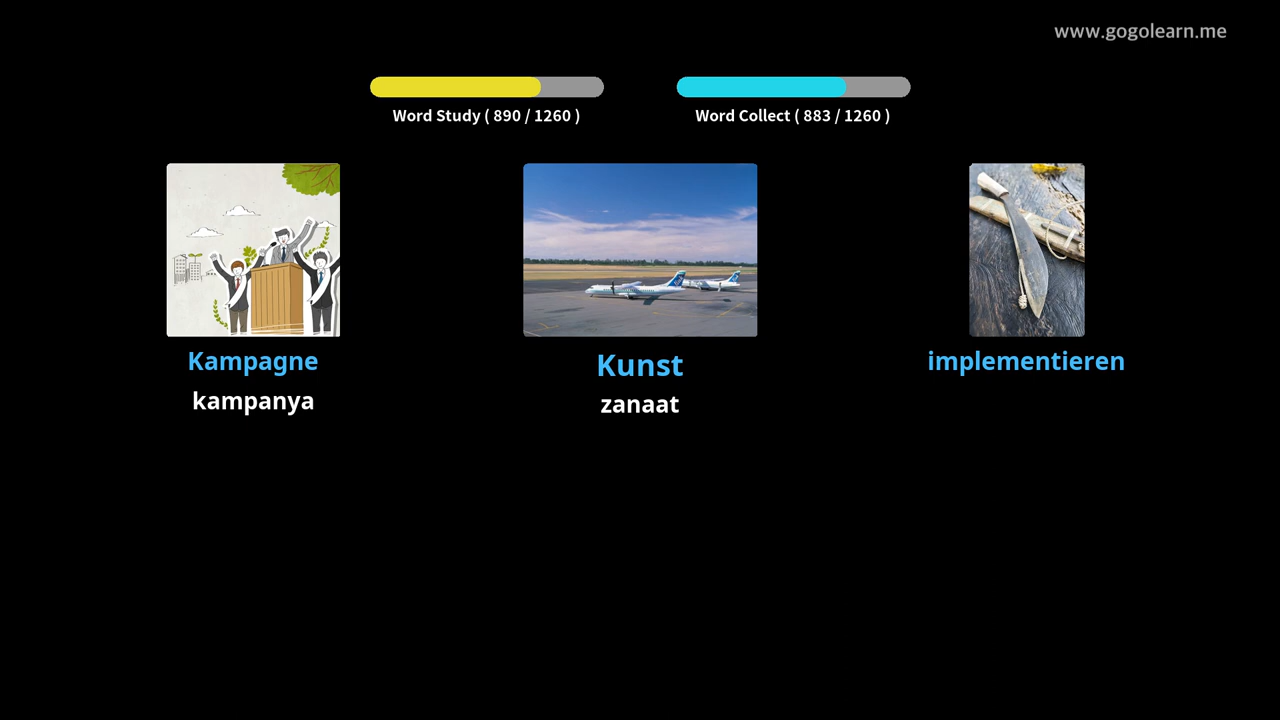 www.gogolearn.me
Word Study ( 890 / 1260 )
Word Collect ( 883 / 1260 )
Kampagne
kampanya
Kunst
zanaat
implementieren